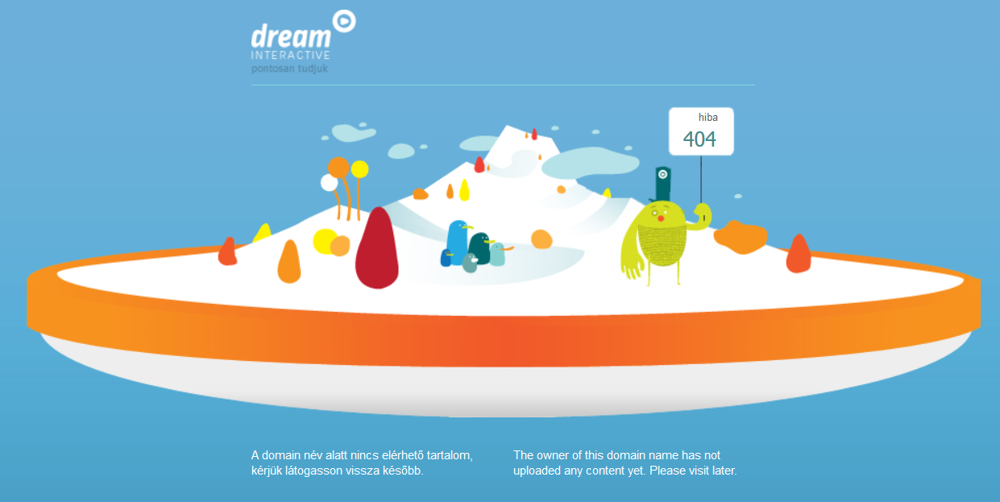 dream
INTERACTIVE
pontosan tudjuk
hiba
404
A domain név alatt nincs elérhető tartalom,
kérjük látogasson vissza később.
The owner of this domain name has not
uploaded any content yet. Please visit later.